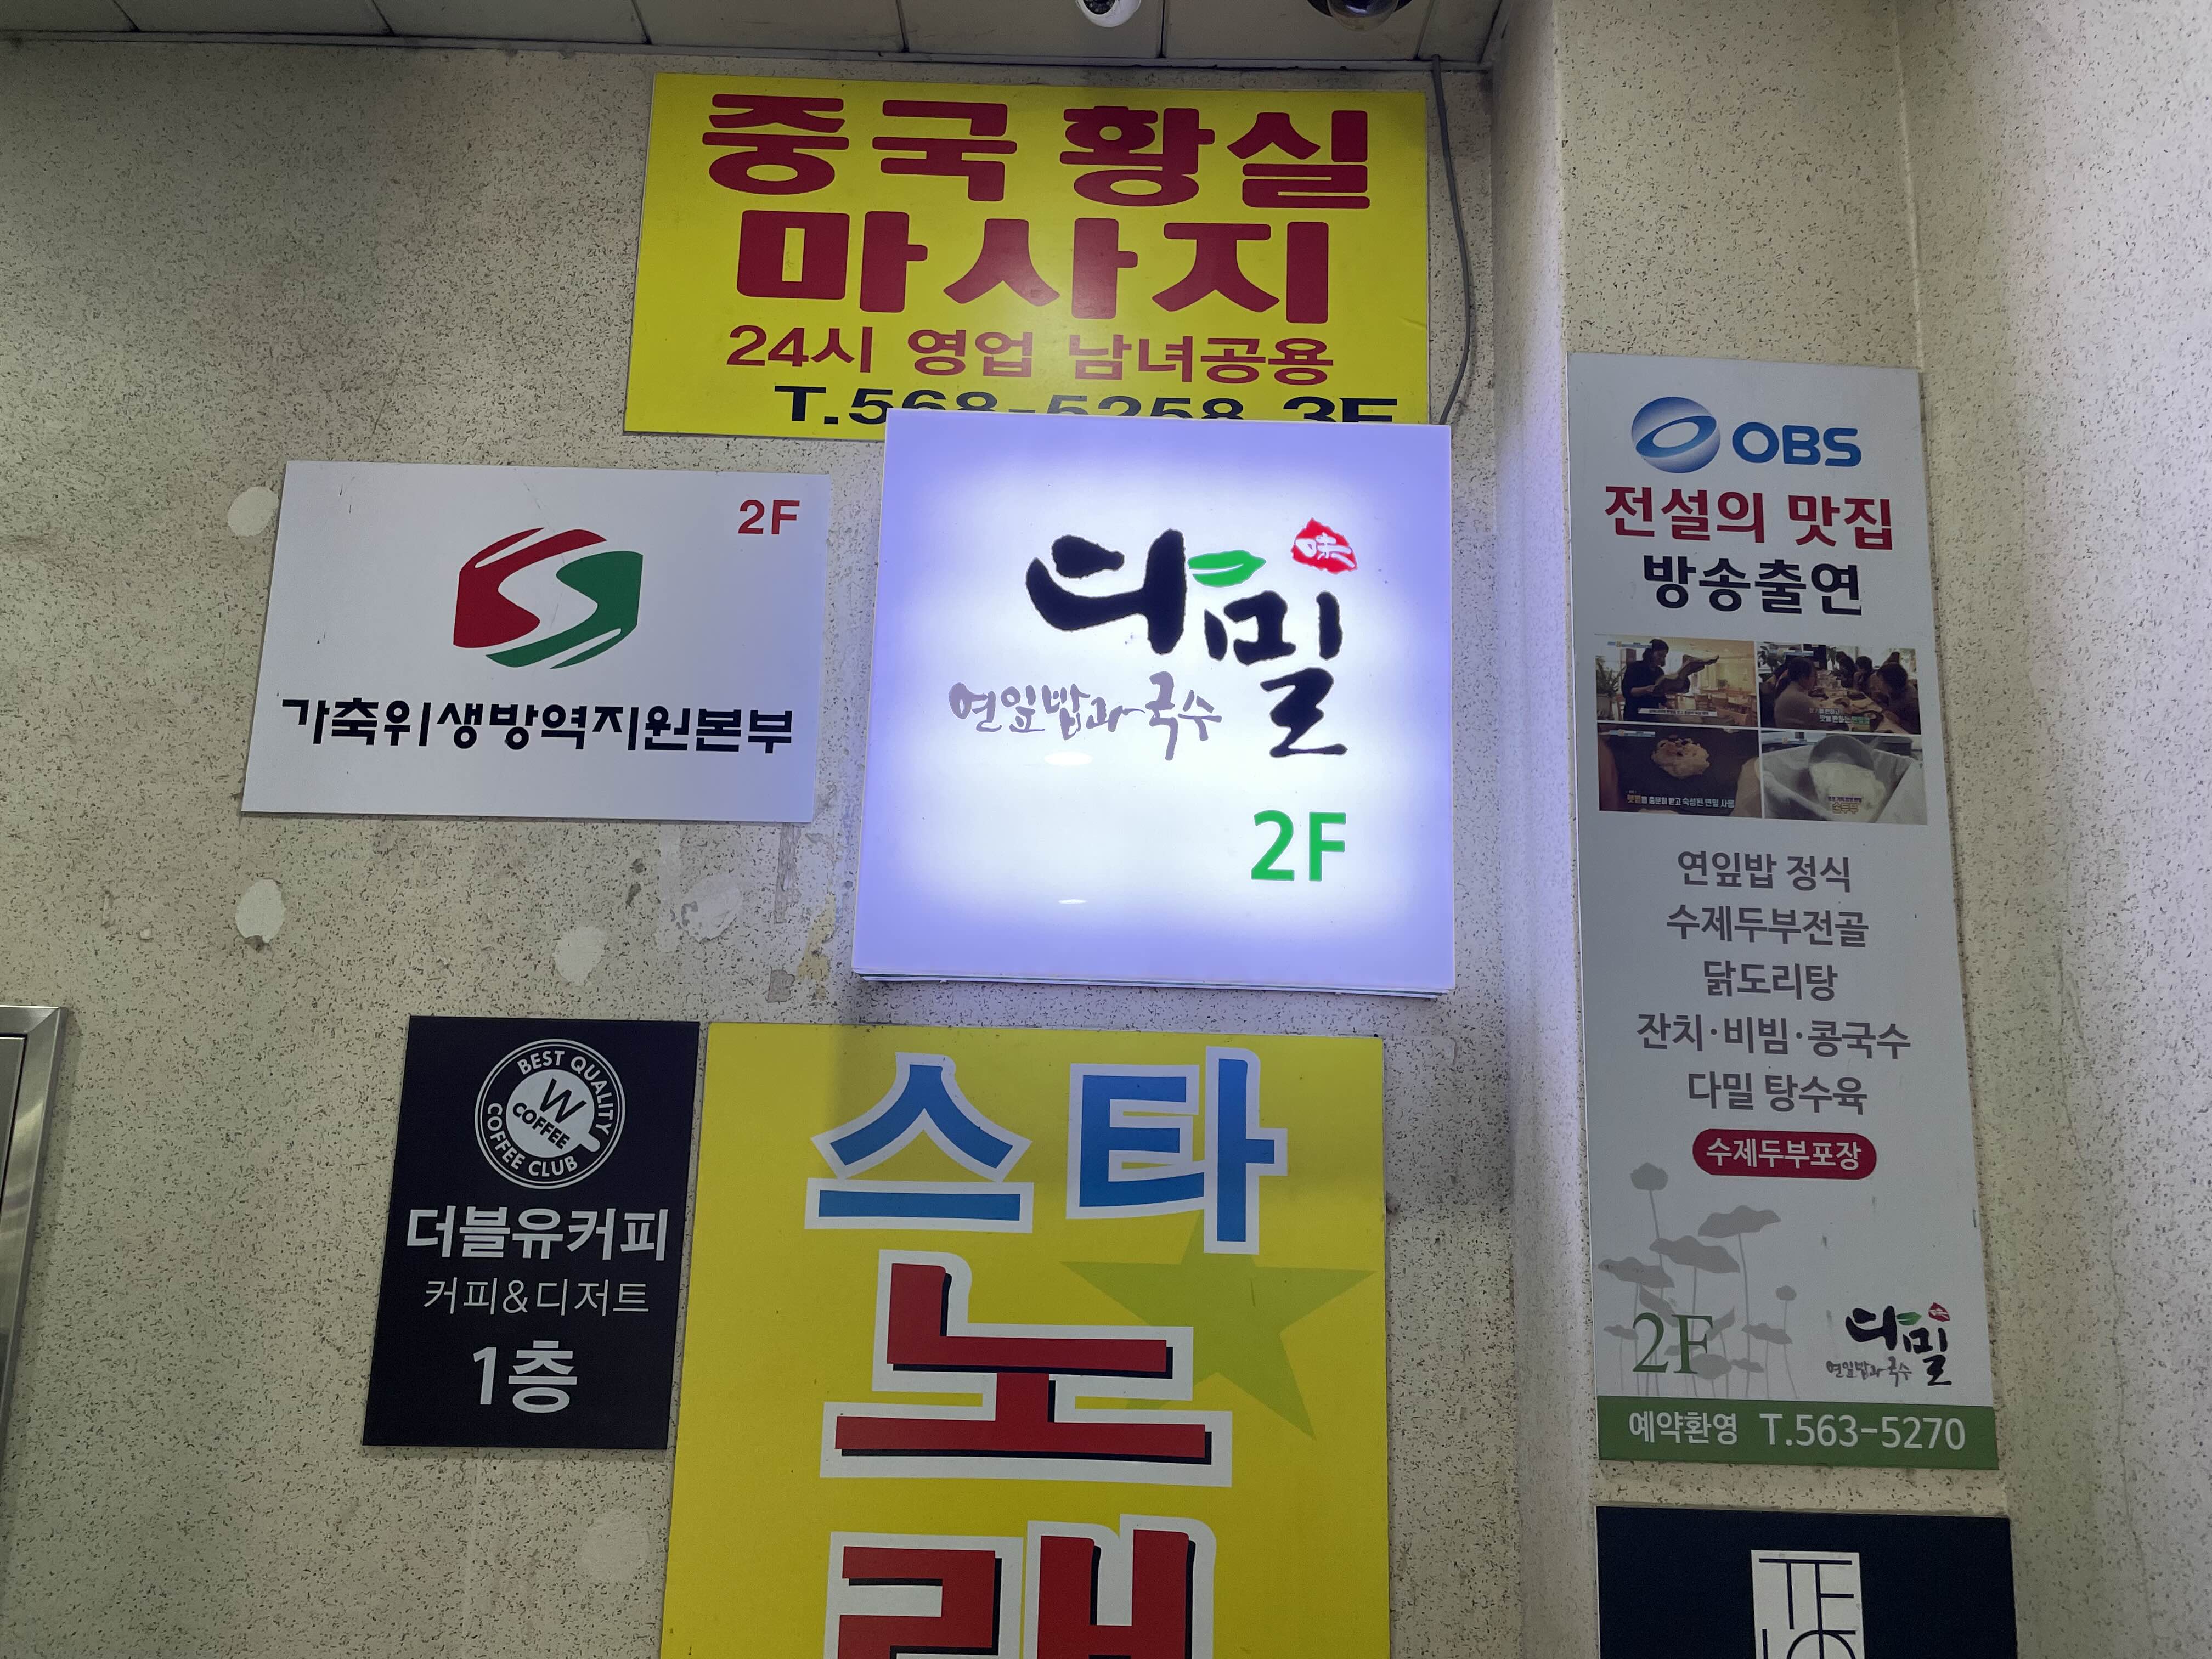 중국 황실
마사지
24시 영업 남녀공용
T.568-5258 3F
2F
가축위생방역지원본부
味
다밀
연잎밥과 국수
2F
OBS
전설의 맛집
방송출연
연잎밥 정식
수제두부전골
닭도리탕
잔치·비빔·콩국수
다밀 탕수육
수제두부포장
2F
다밀
연잎밥과 국수
예약환영 T.563-5270
BEST QUALITY
W
COFFEE
COFFEE CLUB
더블유커피
커피&디저트
1층
스타
노
래